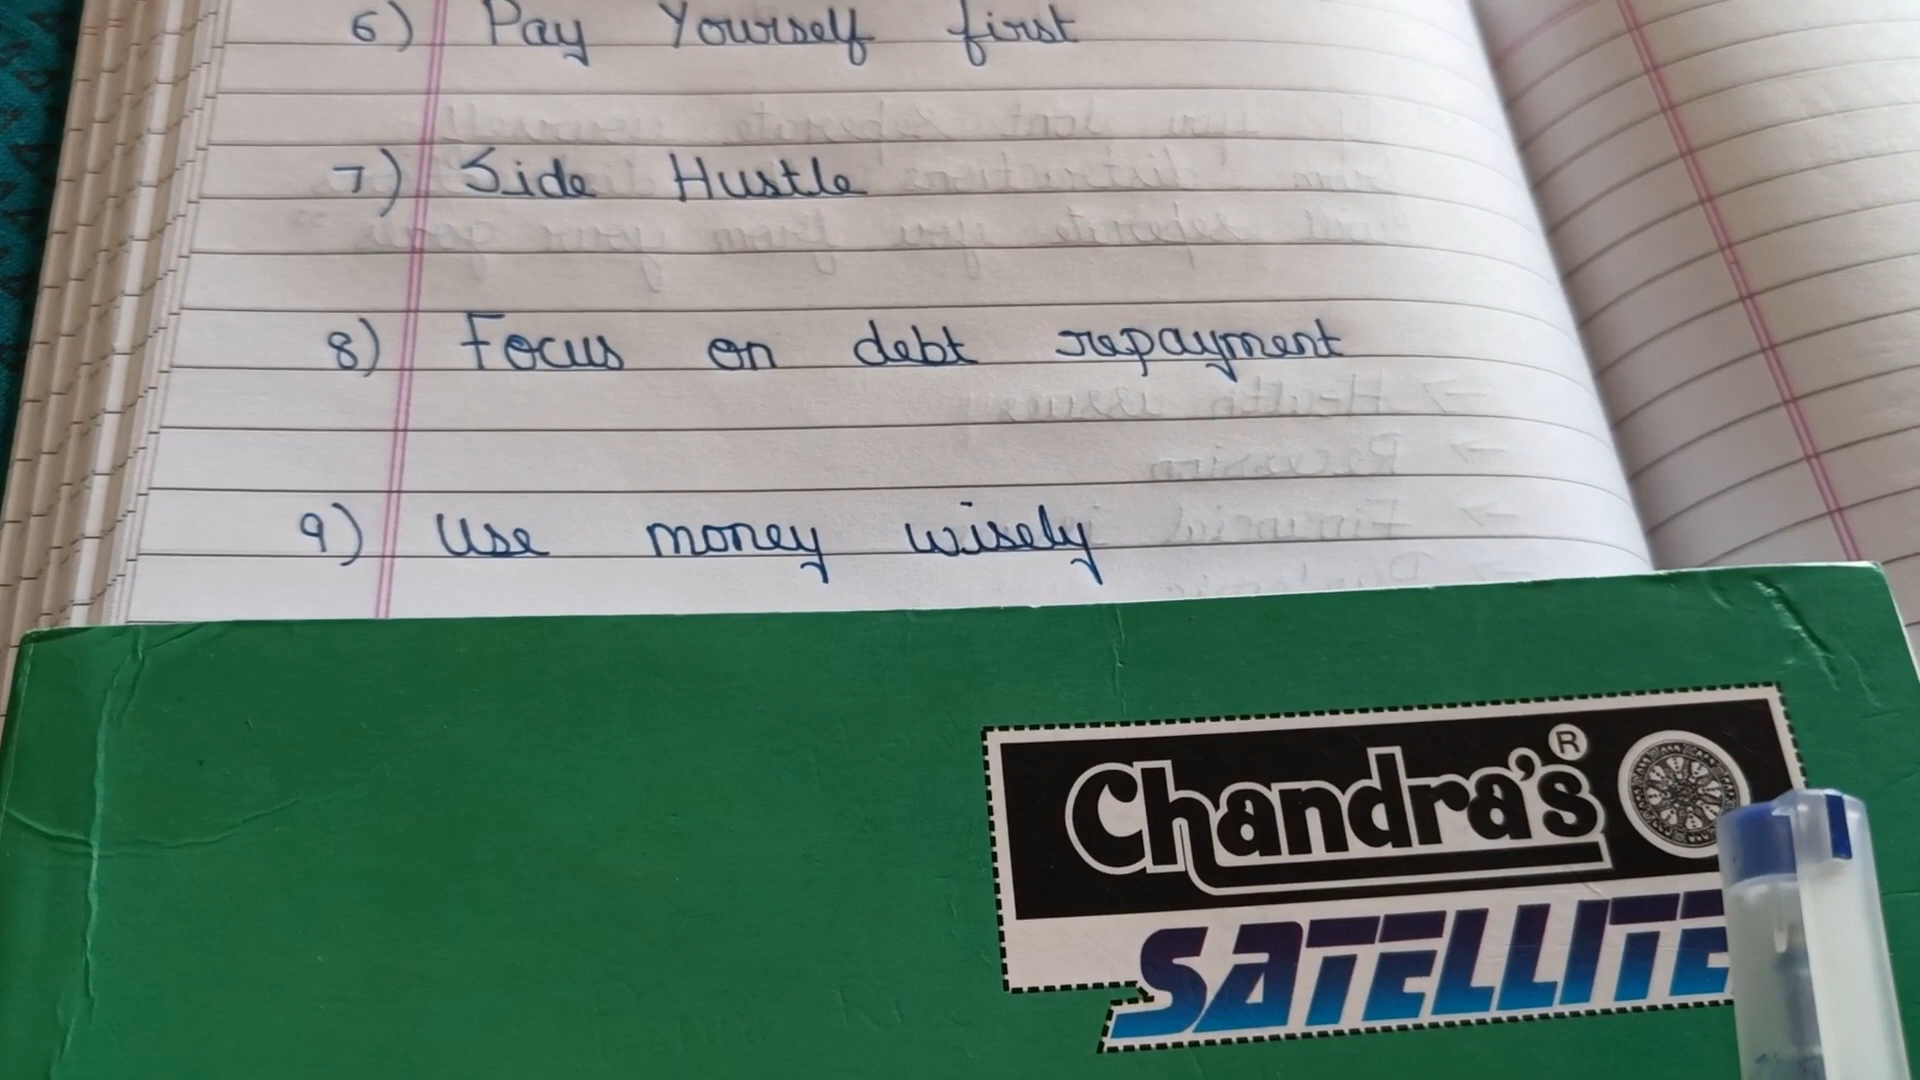 6) Pay Yourself first
7) Side Hustle
8) Focus on debt repayment
9) Use money wisely
Chandra's ®
SATELLITE